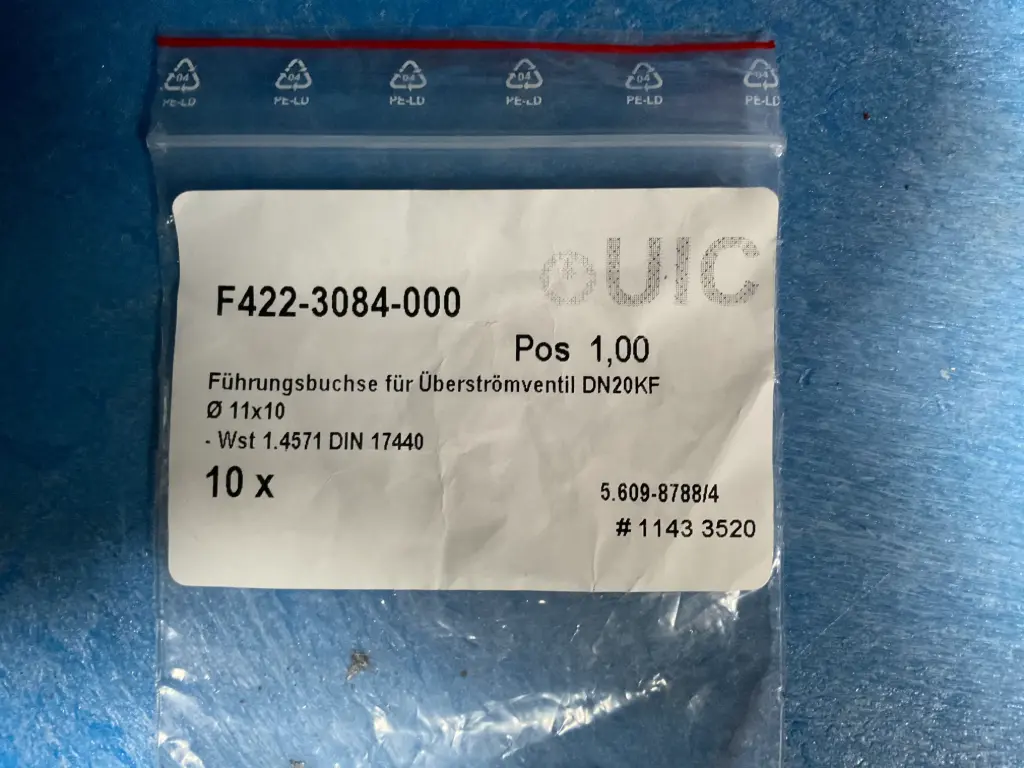 04 04 04 04 04 04
PE-LD PE-LD PE-LD PE-LD PE-LD PE-LD
UIC
F422-3084-000
Pos 1,00
Führungsbuchse für Überströmventil DN20KF
Ø 11x10
- Wst 1.4571 DIN 17440
10 x
5.609-8788/4
# 1143 3520